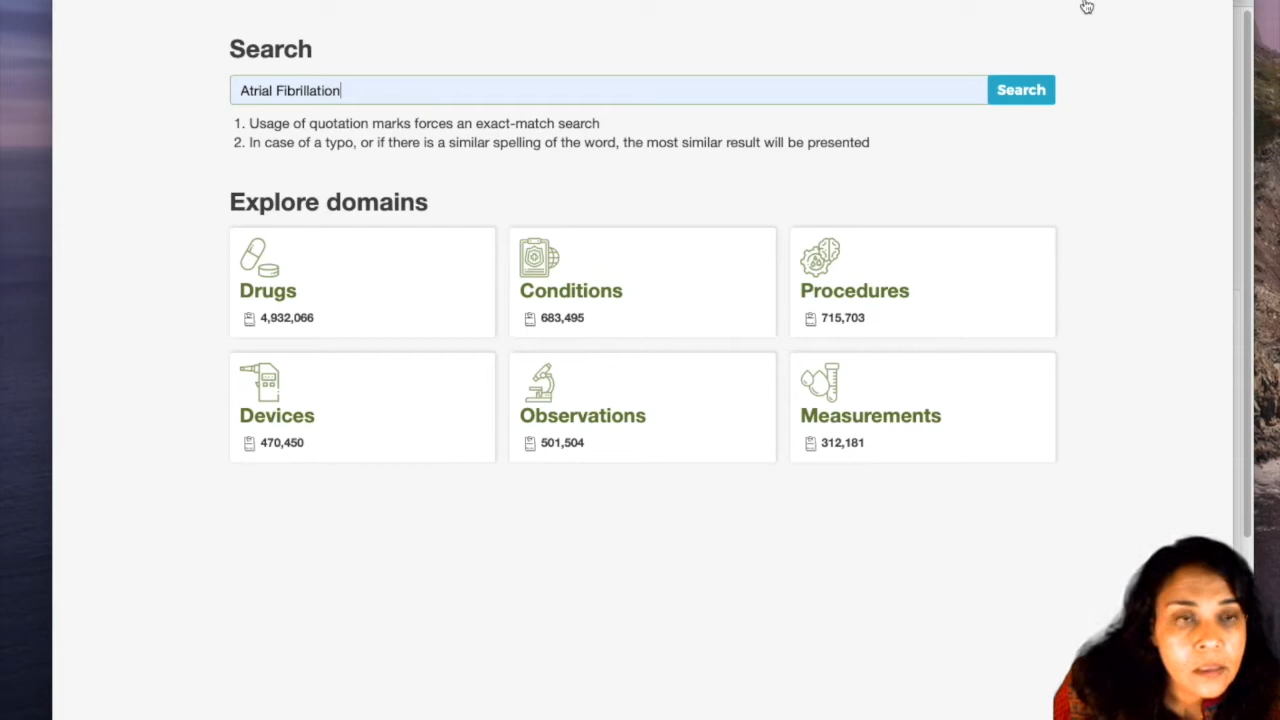 Search
Atrial Fibrillation
Search
1. Usage of quotation marks forces an exact-match search
2. In case of a typo, or if there is a similar spelling of the word, the most similar result will be presented
Explore domains
Drugs
4,932,066
Conditions
683,495
Procedures
715,703
Devices
470,450
Observations
501,504
Measurements
312,181